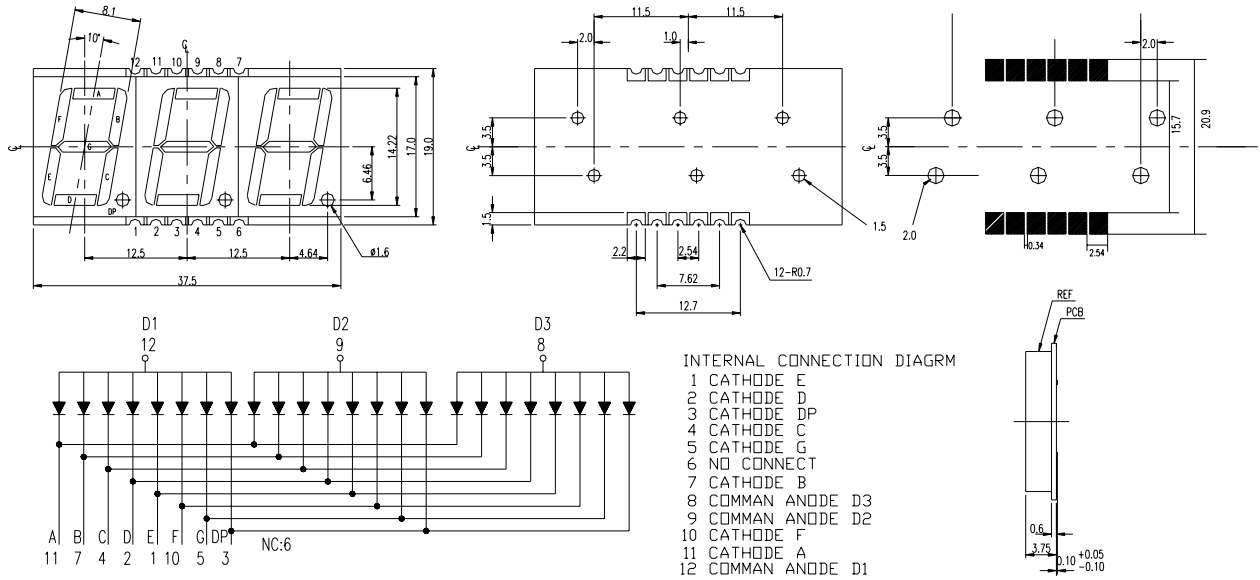 8.1
10°
℄
12 11 10 9 8 7
A
F B
G
E C
D
DP
1 2 3 4 5 6
℄
6.46
14.22
17.0
19.0
12.5 12.5 4.64
ø1.6
37.5
11.5 11.5
2.0 1.0
3.5
℄
3.5
1.5
1.5
2.2 2.54
12-R0.7
7.62
12.7
2.0
3.5
℄
3.5
15.7
20.9
2.0
0.34
2.54
D1 D2 D3
12 9 8
A B C D E F G DP
11 7 4 2 1 10 5 3
NC:6
INTERNAL CONNECTION DIAGRM
1 CATHODE E
2 CATHODE D
3 CATHODE DP
4 CATHODE C
5 CATHODE G
6 NO CONNECT
7 CATHODE B
8 COMMAN ANODE D3
9 COMMAN ANODE D2
10 CATHODE F
11 CATHODE A
12 COMMAN ANODE D1
REF
PCB
0.6
3.75
0.10 +0.05
-0.10